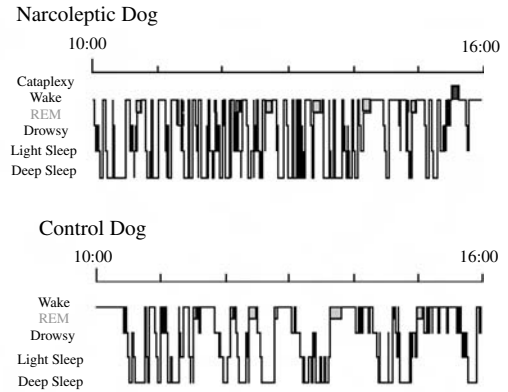 Narcoleptic Dog
10:00 16:00
Cataplexy
Wake
REM
Drowsy
Light Sleep
Deep Sleep
Control Dog
10:00 16:00
Wake
REM
Drowsy
Light Sleep
Deep Sleep